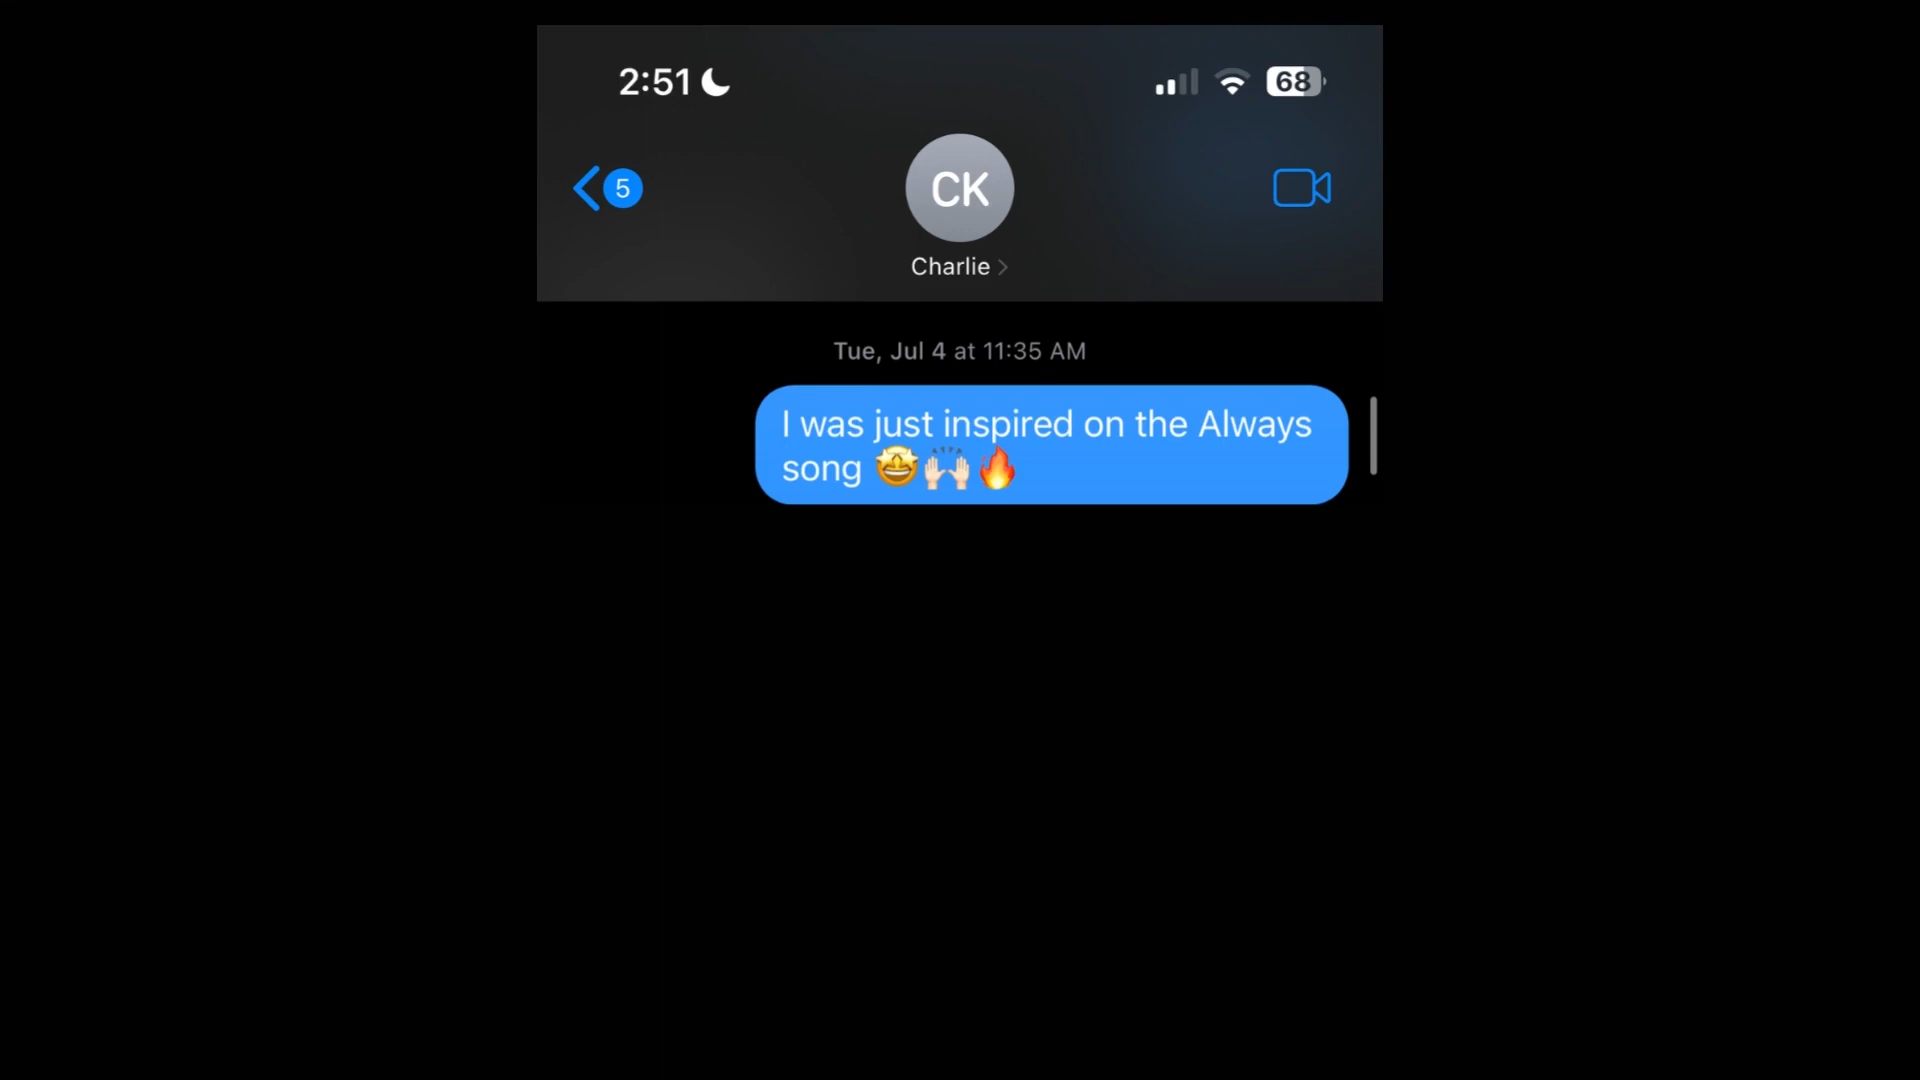 2:51
68
5
CK
Charlie
Tue, Jul 4 at 11:35 AM
I was just inspired on the Always
song 🤩🙌🏻🔥